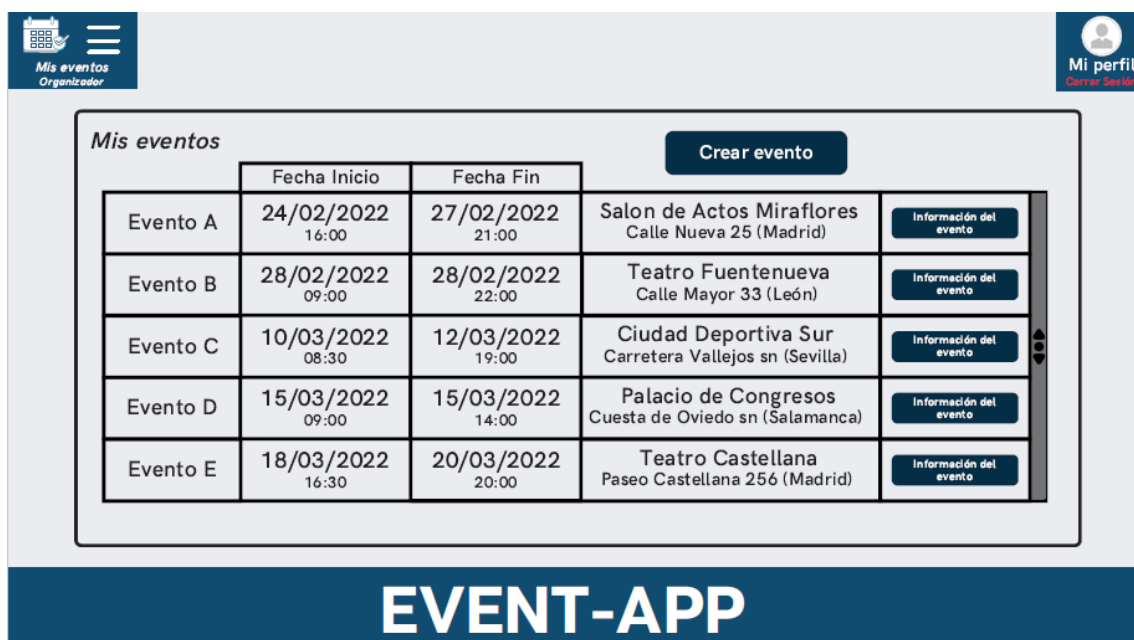 Mis eventos
Organizador
Mi perfil
Cerrar Sesión
Mis eventos
Crear evento
Fecha Inicio
Fecha Fin
Evento A
24/02/2022
16:00
27/02/2022
21:00
Salon de Actos Miraflores
Calle Nueva 25 (Madrid)
Información del
evento
Evento B
28/02/2022
09:00
28/02/2022
22:00
Teatro Fuentenueva
Calle Mayor 33 (León)
Información del
evento
Evento C
10/03/2022
08:30
12/03/2022
19:00
Ciudad Deportiva Sur
Carretera Vallejos sn (Sevilla)
Información del
evento
Evento D
15/03/2022
09:00
15/03/2022
14:00
Palacio de Congresos
Cuesta de Oviedo sn (Salamanca)
Información del
evento
Evento E
18/03/2022
16:30
20/03/2022
20:00
Teatro Castellana
Paseo Castellana 256 (Madrid)
Información del
evento
EVENT-APP